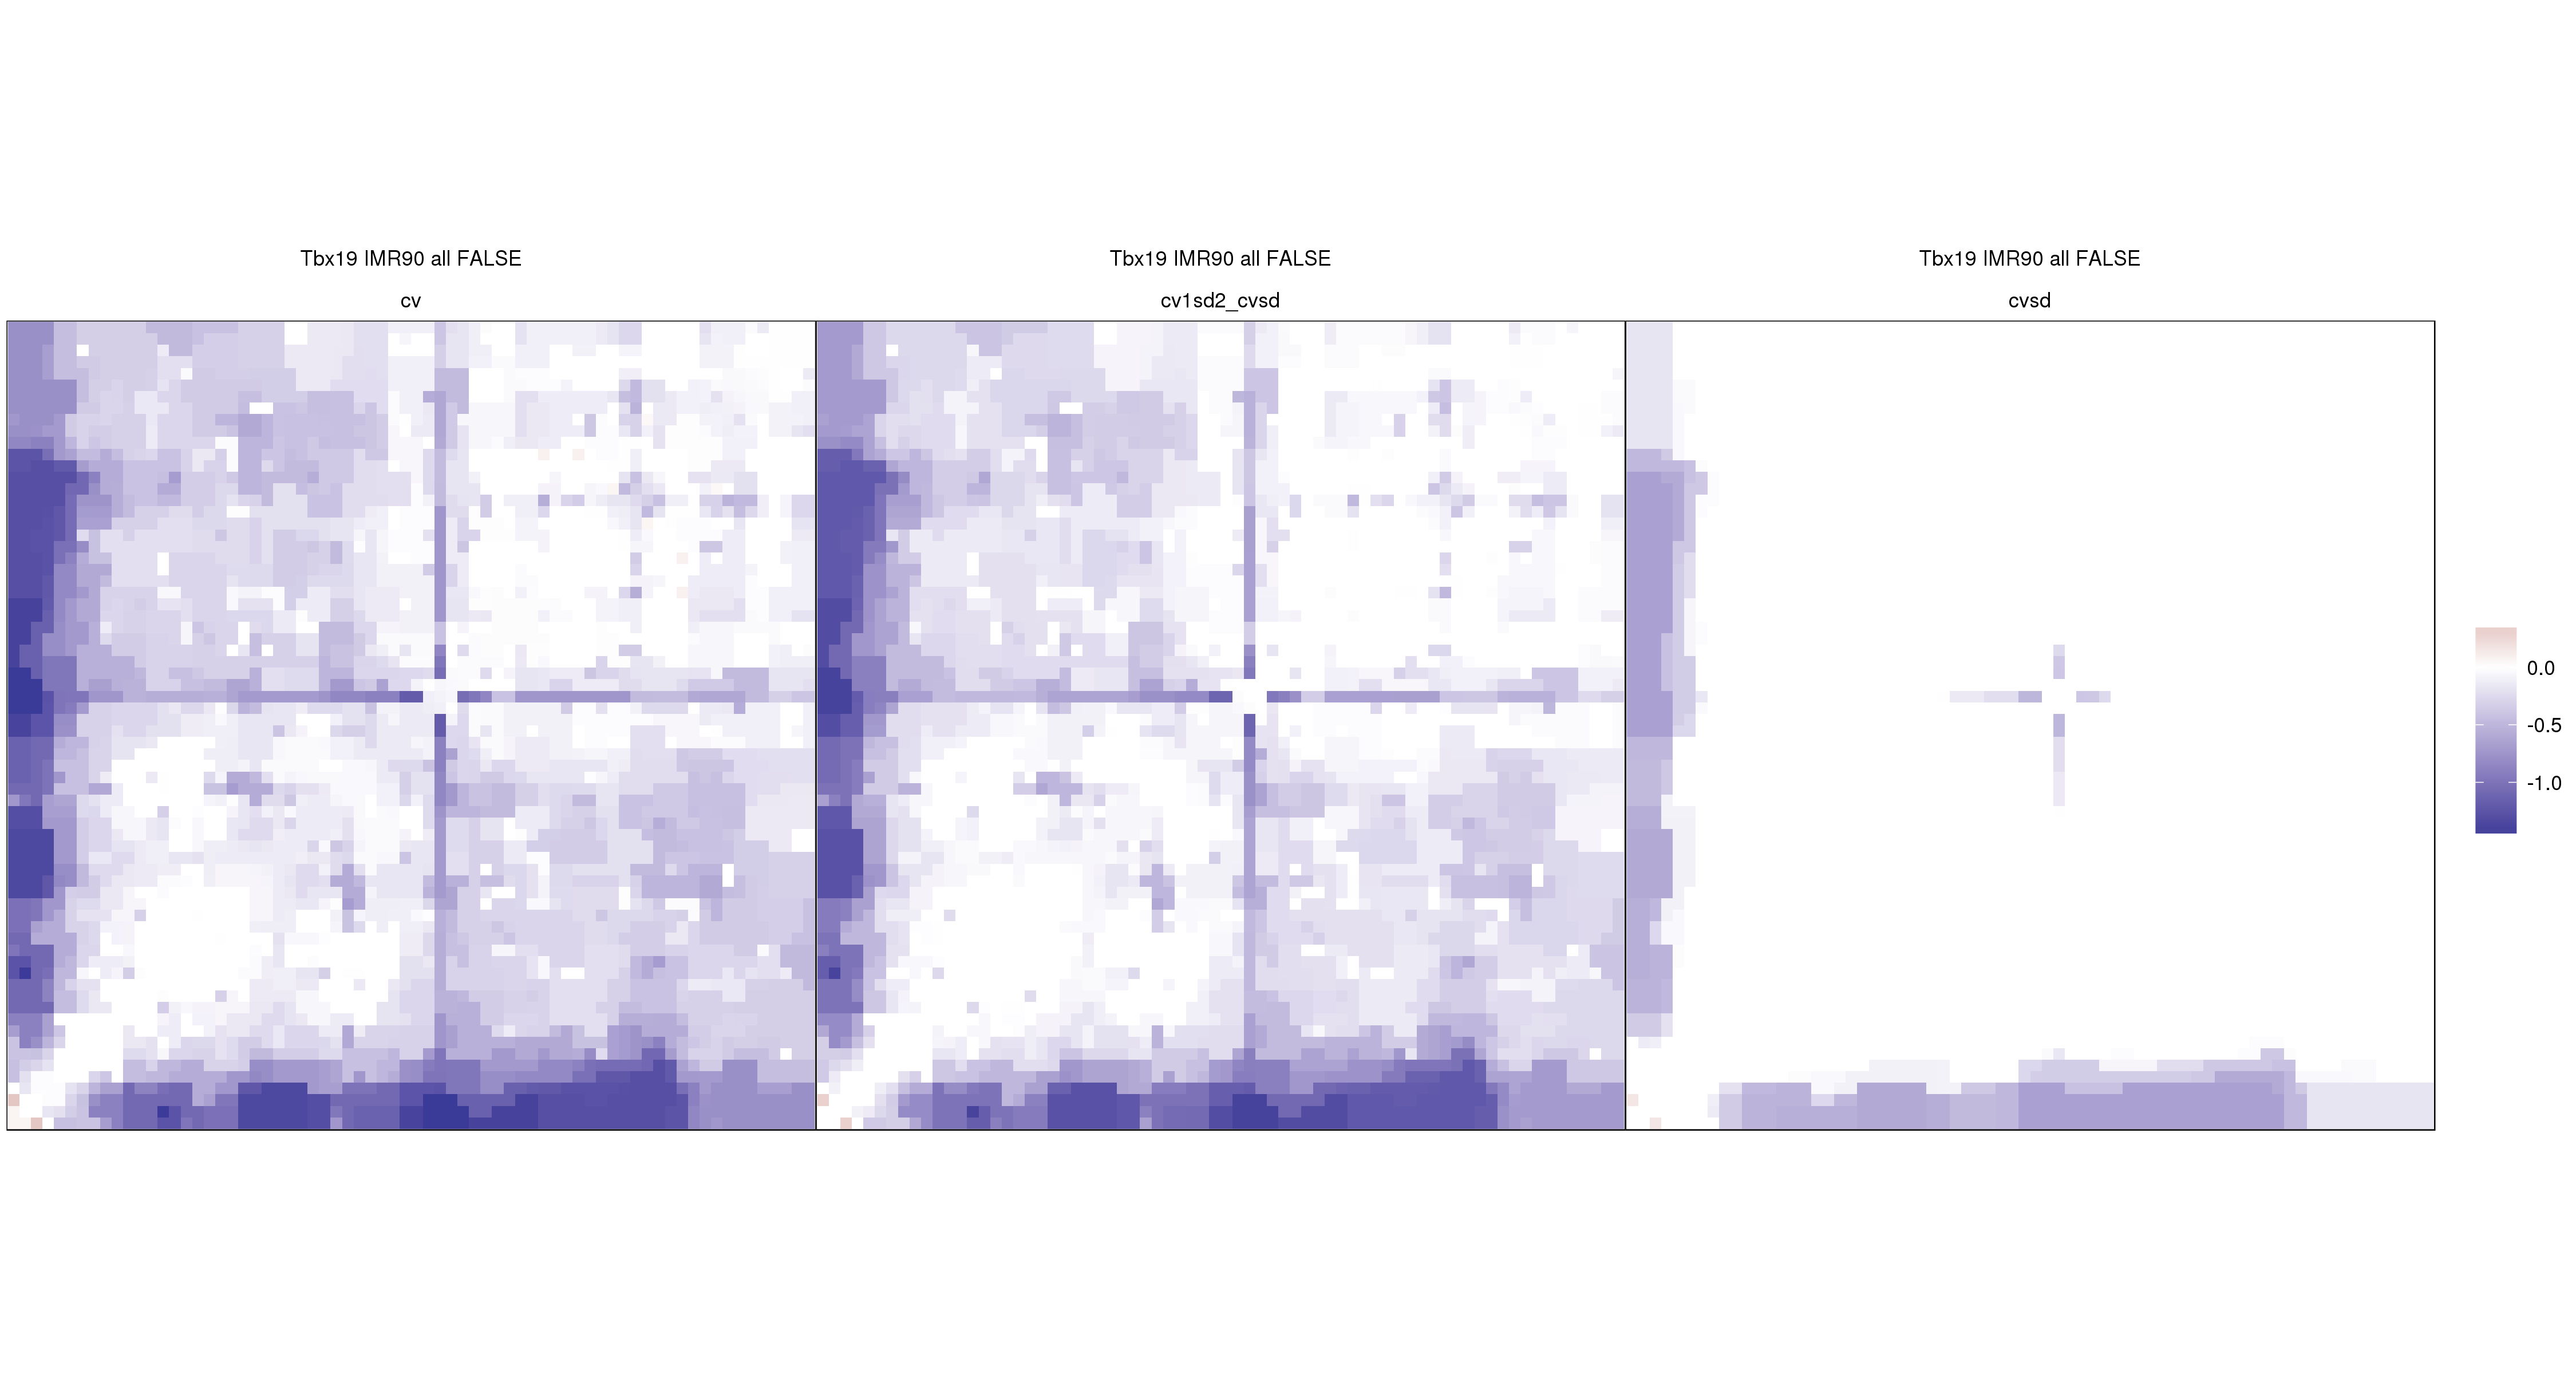 Tbx19 IMR90 all FALSE
cv
Tbx19 IMR90 all FALSE
cv1sd2_cvsd
Tbx19 IMR90 all FALSE
cvsd
0.0
-0.5
-1.0